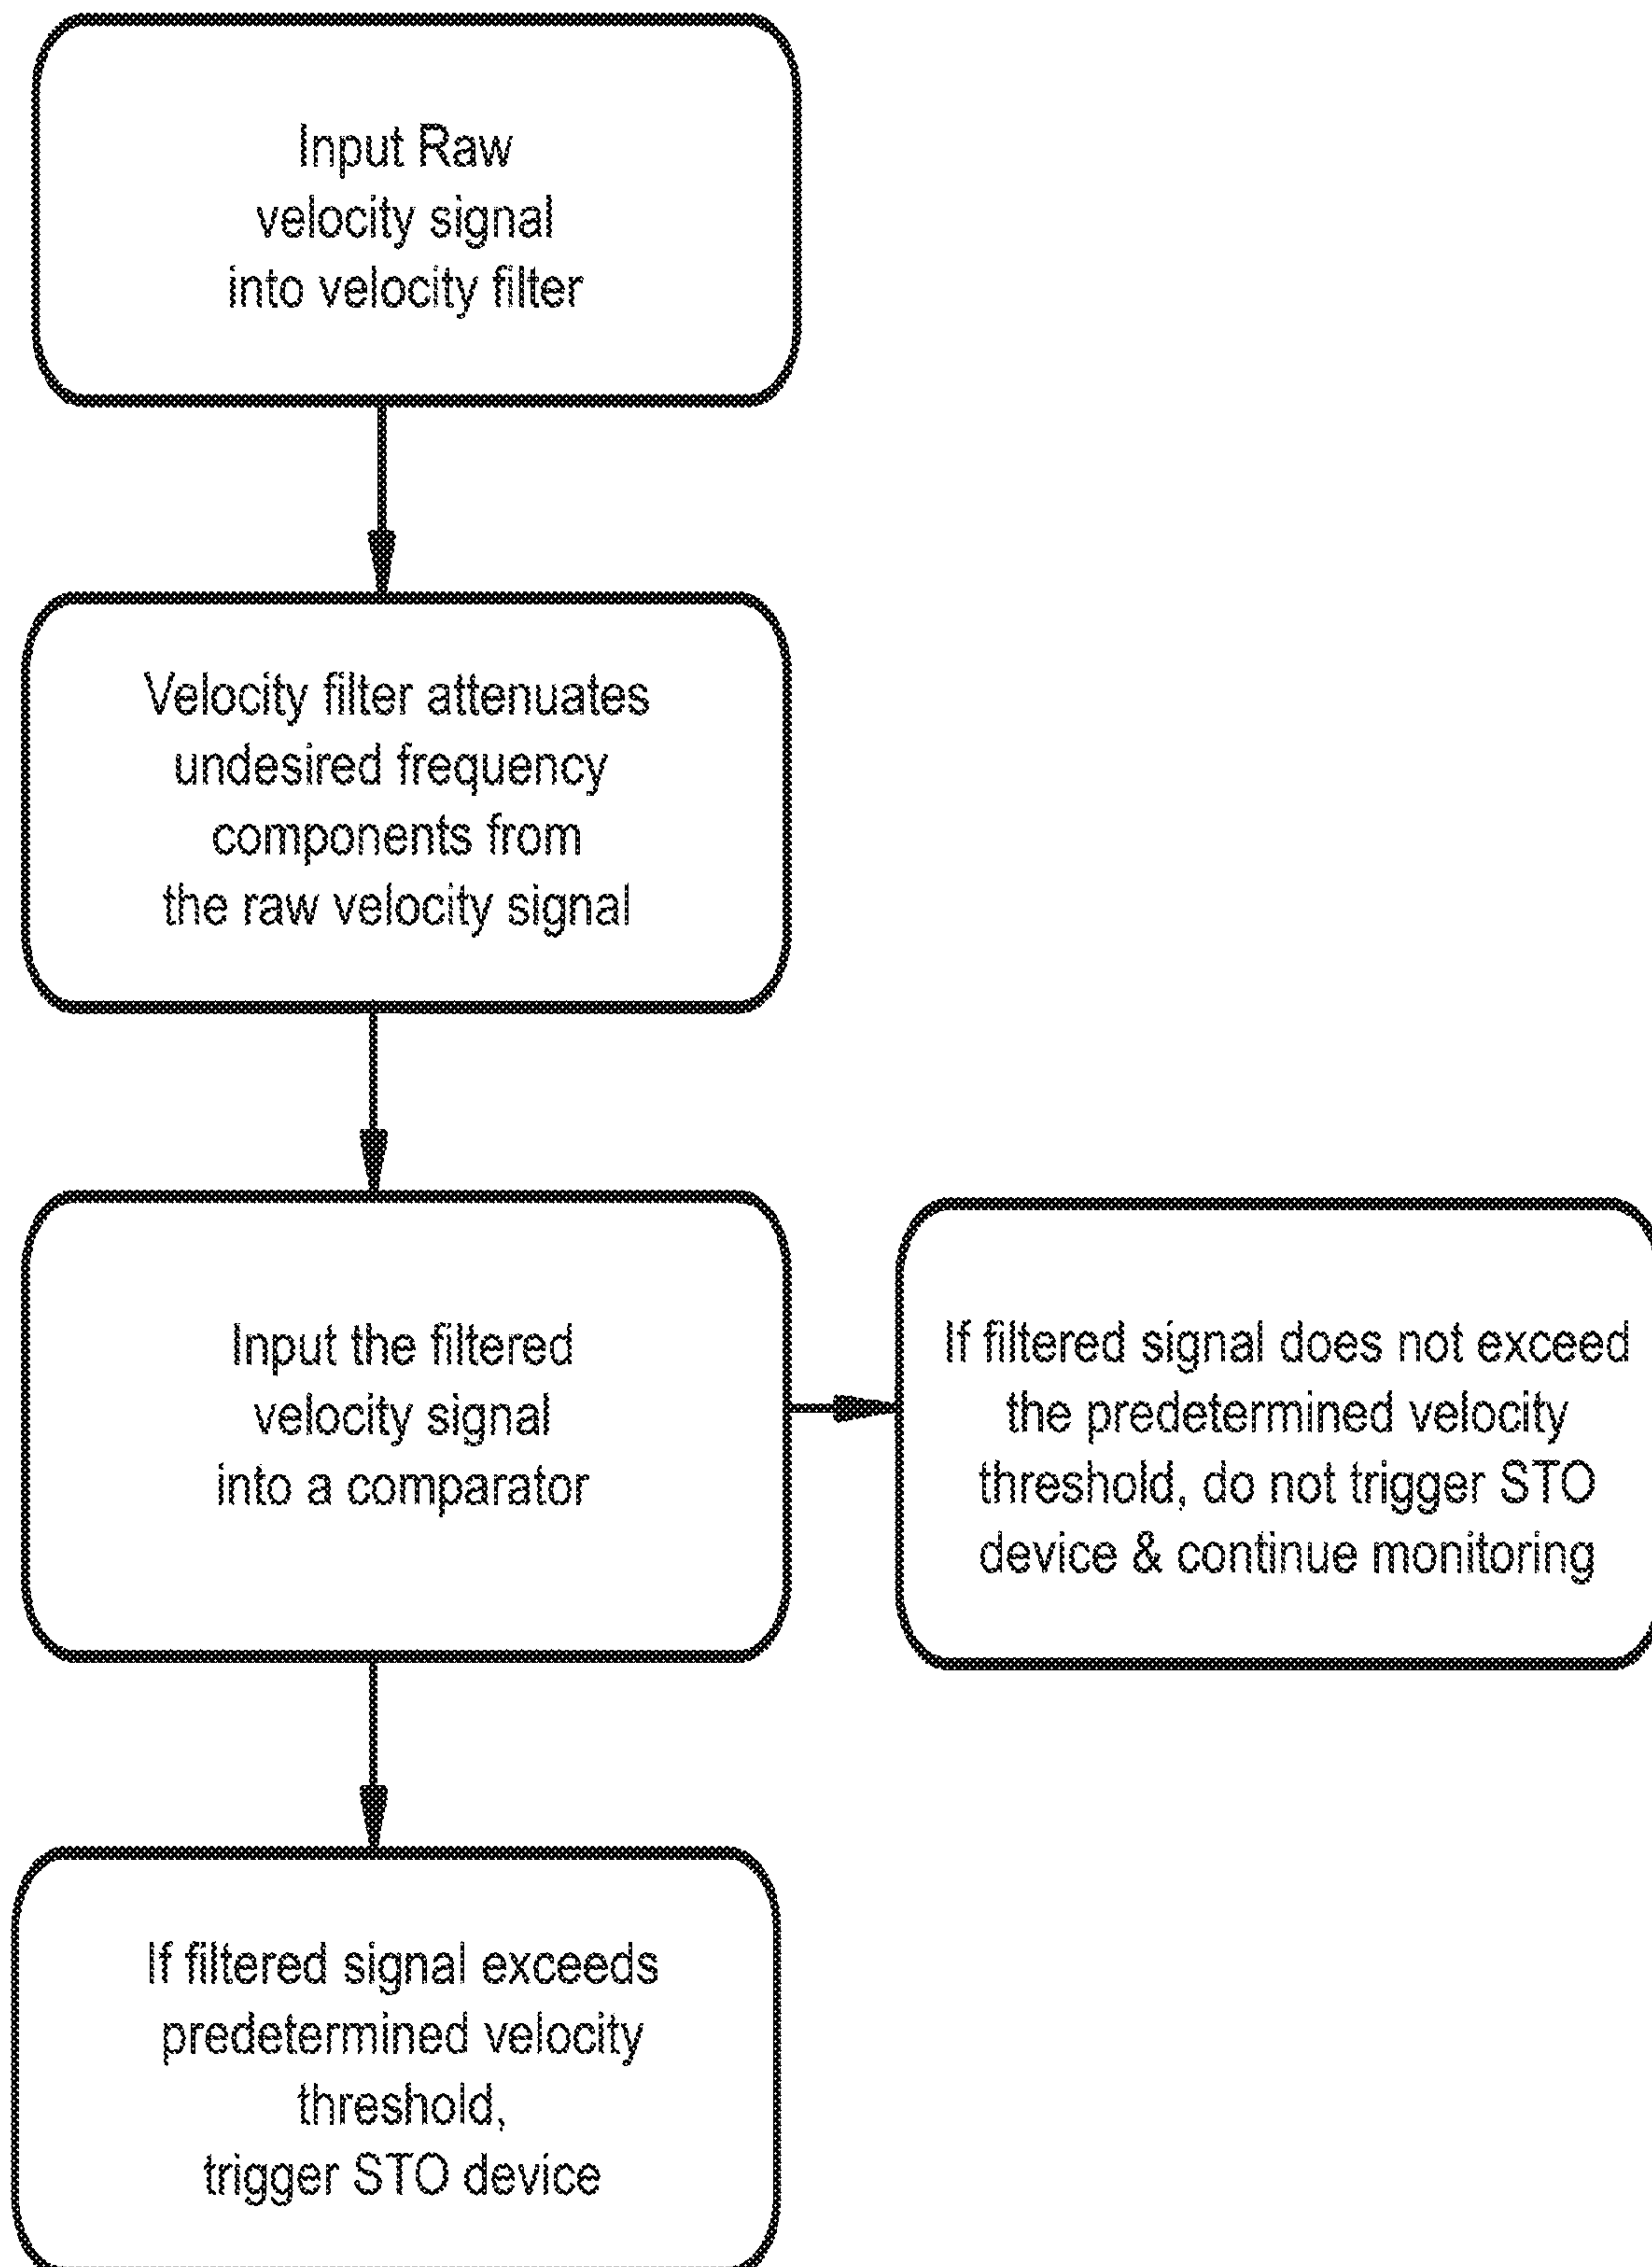 Input Raw
velocity signal
into velocity filter
Velocity filter attenuates
undesired frequency
components from
the raw velocity signal
Input the filtered
velocity signal
into a comparator
If filtered signal does not exceed
the predetermined velocity
threshold, do not trigger STO
device & continue monitoring
If filtered signal exceeds
predetermined velocity
threshold,
trigger STO device